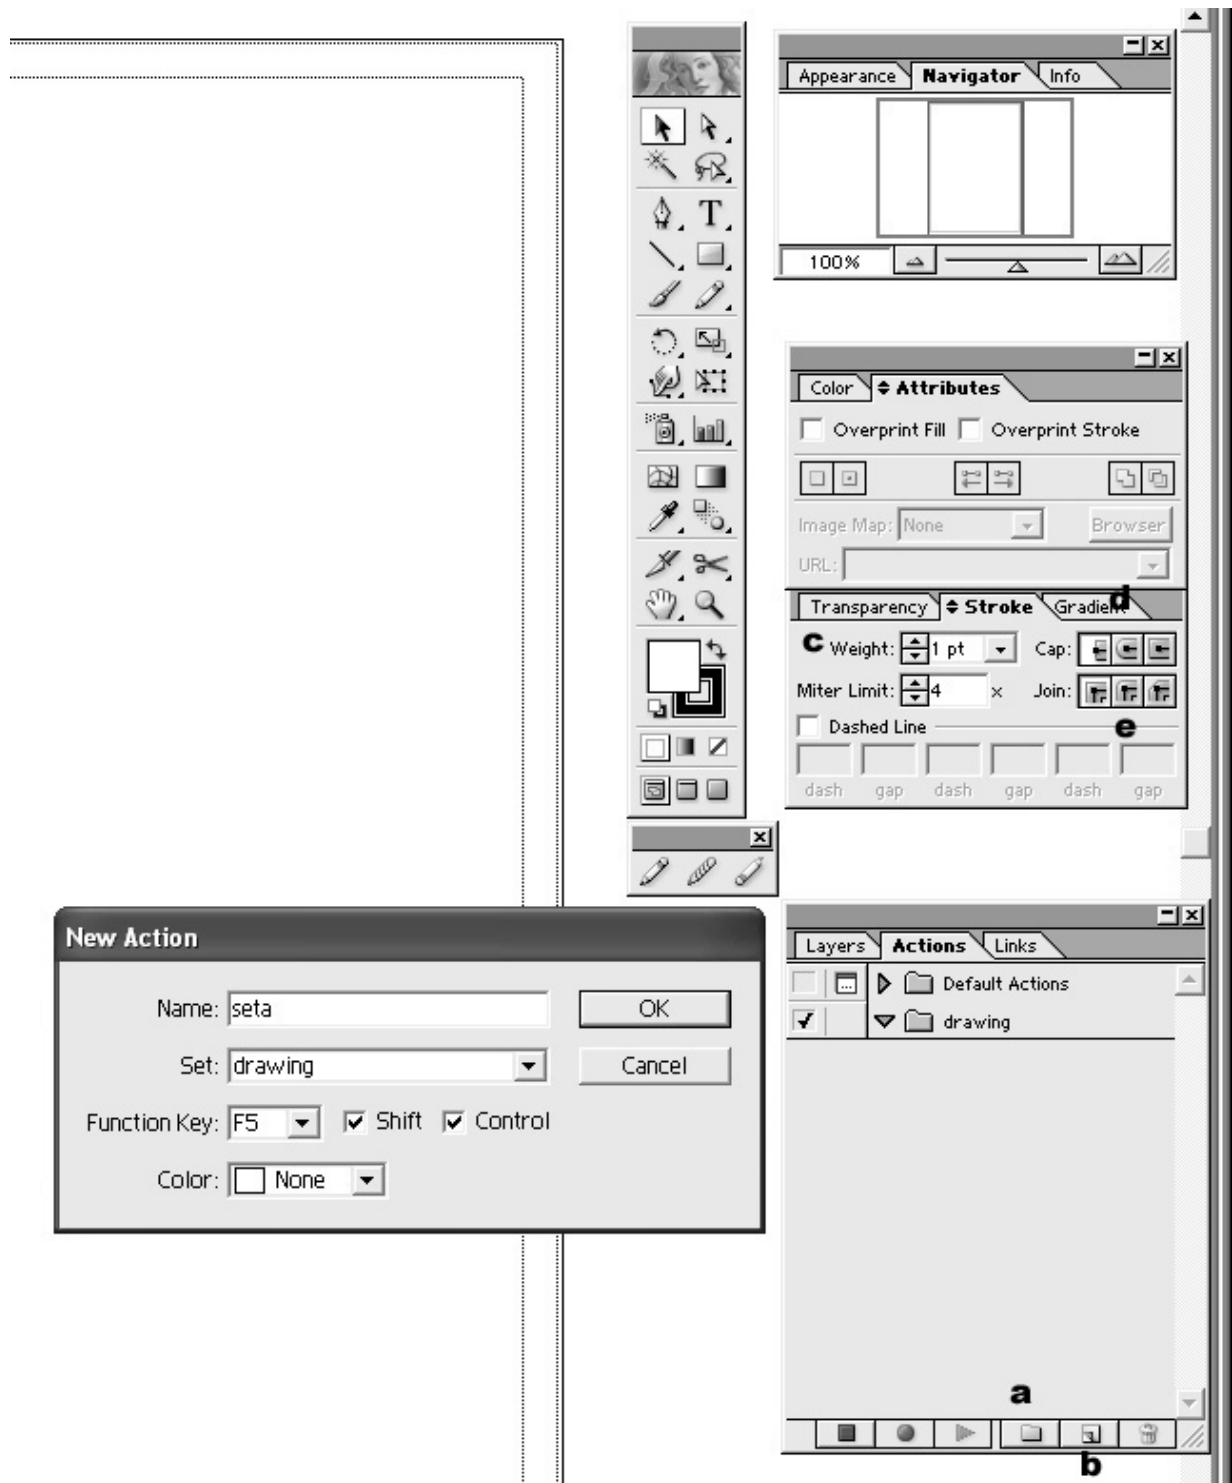 Appearance Navigator Info
100%
Color Attributes
Overprint Fill Overprint Stroke
Image Map: None Browser
URL:
d
Transparency Stroke Gradient
c Weight: 1 pt Cap:
Miter Limit: 4 x Join:
Dashed Line e
dash gap dash gap dash gap
T
New Action
Name: seta OK
Set: drawing Cancel
Function Key: F5 Shift Control
Color: None
Layers Actions Links
Default Actions
drawing
a
b